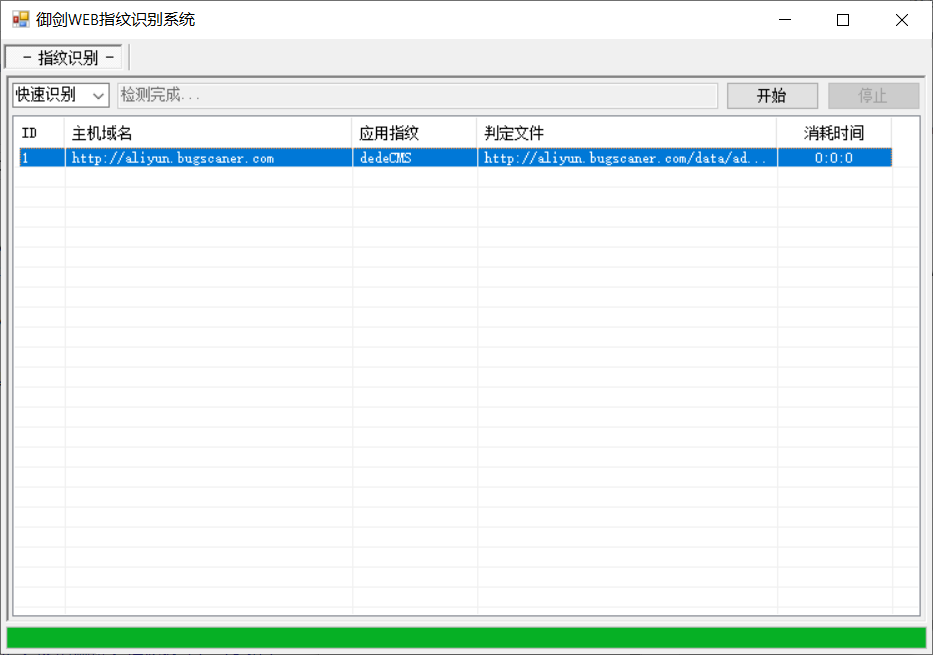 御剑WEB指纹识别系统
- 指纹识别 -
快速识别 检测完成... 开始 停止
ID 主机域名 应用指纹 判定文件 消耗时间
1 http://aliyun.bugscaner.com dedeCMS http://aliyun.bugscaner.com/data/ad... 0:0:0